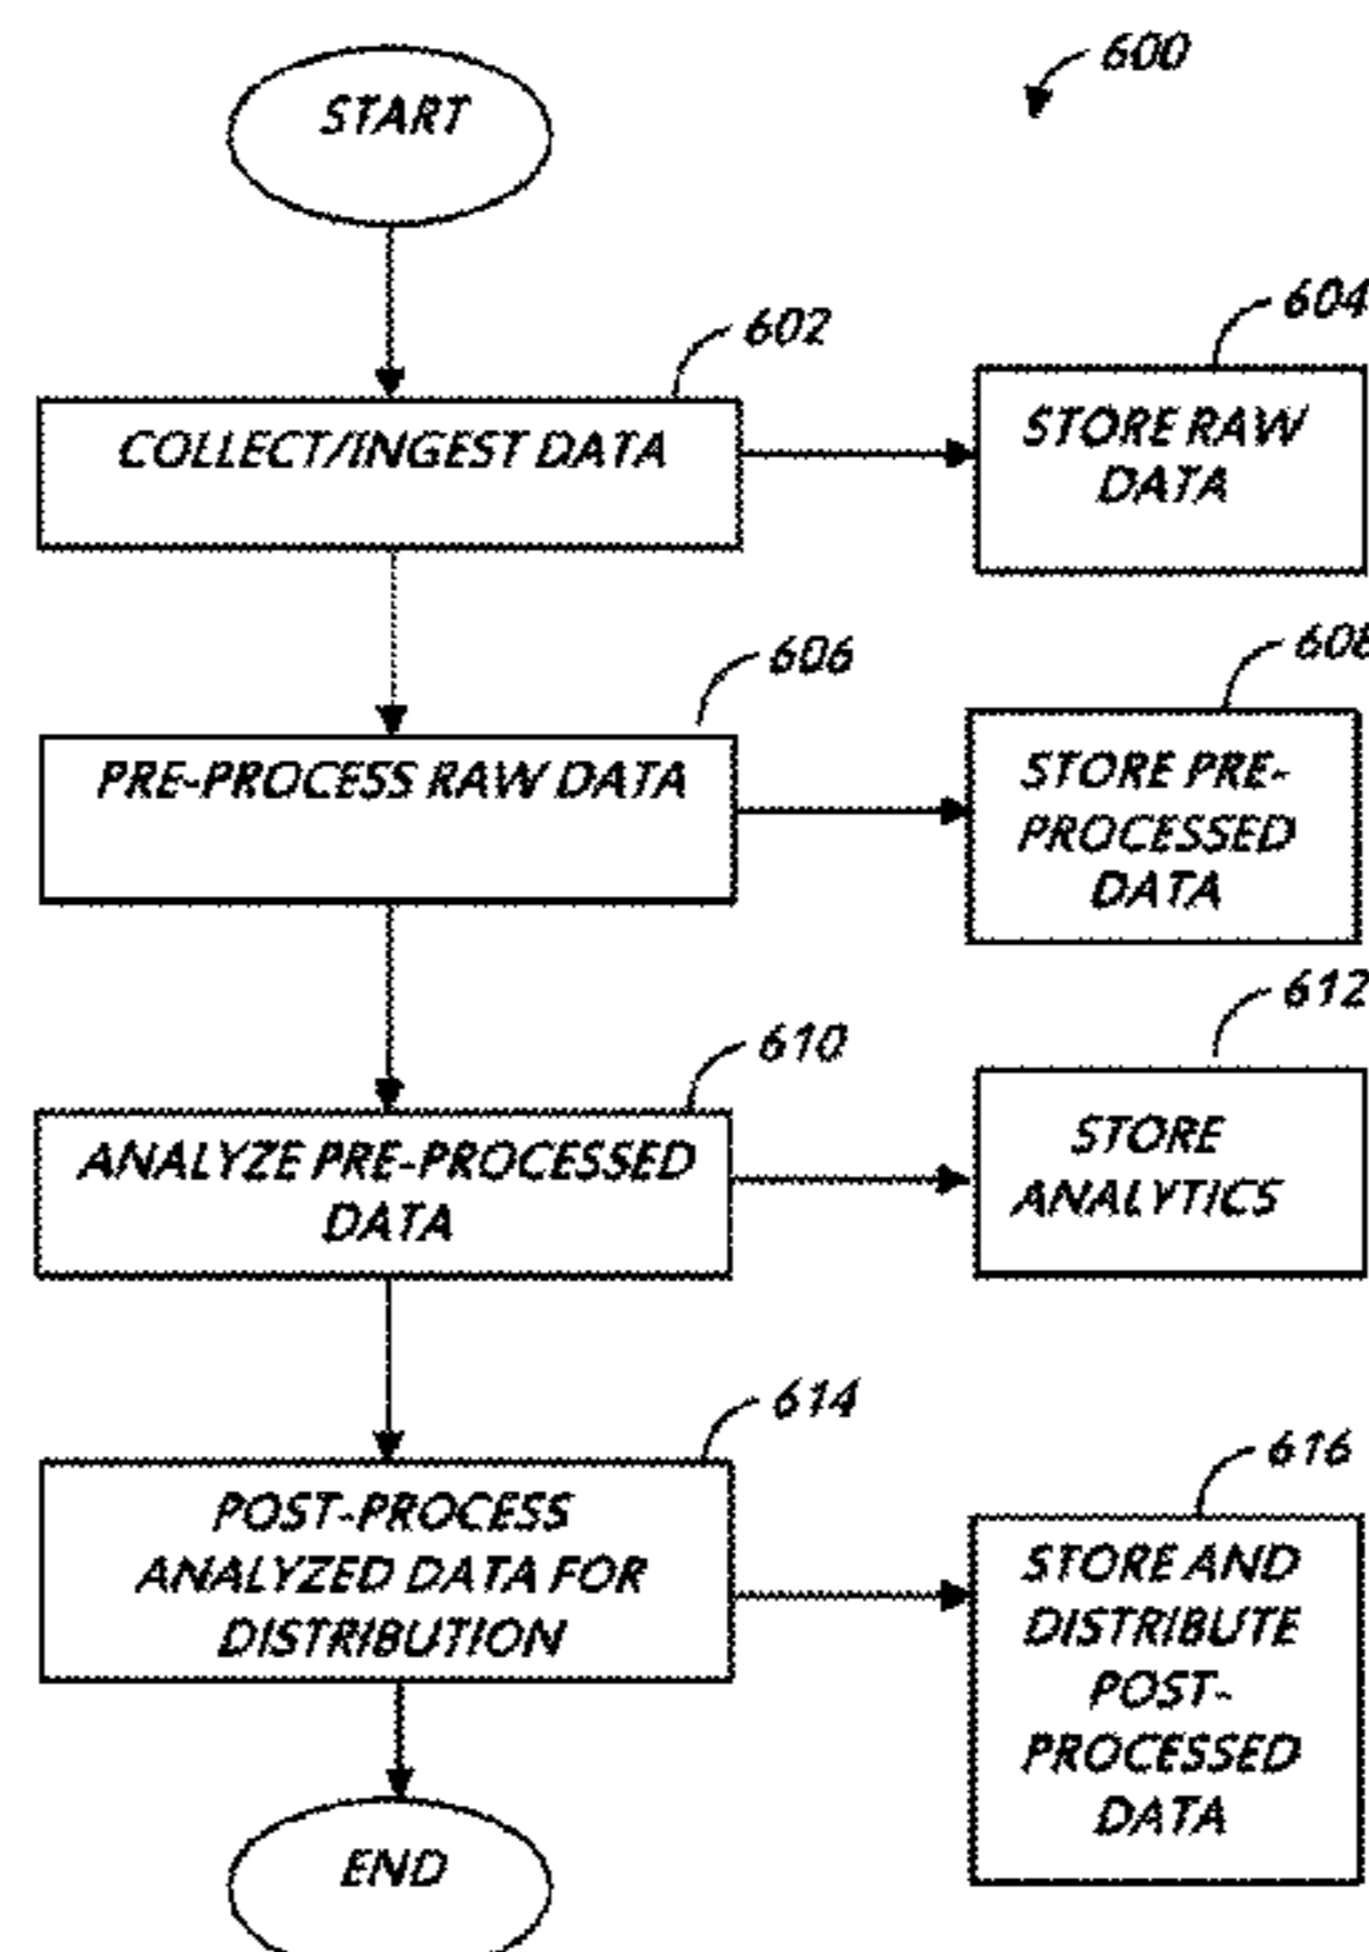 600
START
602
604
COLLECT/INGEST DATA
STORE RAW
DATA
606
608
PRE-PROCESS RAW DATA
STORE PRE-
PROCESSED
DATA
610
612
ANALYZE PRE-PROCESSED
DATA
STORE
ANALYTICS
614
616
POST-PROCESS
ANALYZED DATA FOR
DISTRIBUTION
STORE AND
DISTRIBUTE
POST-
PROCESSED
DATA
END